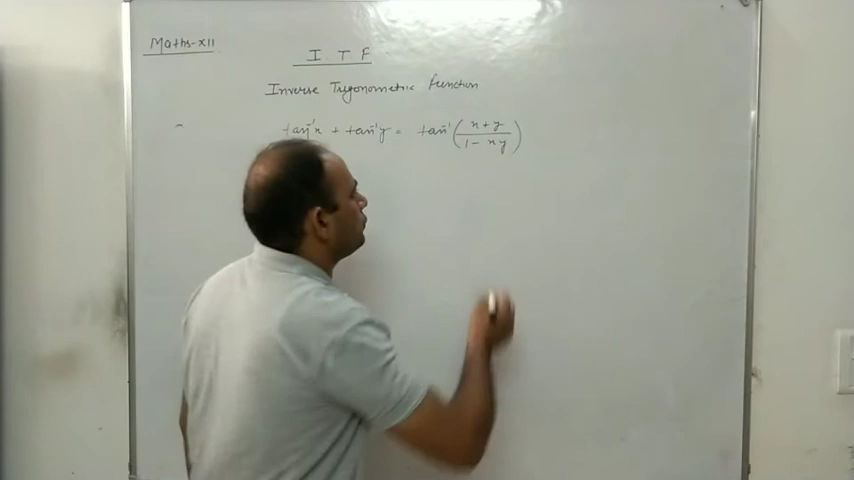 Maths-XII
I T F
Inverse Trigonometric Function
tan⁻¹x + tan⁻¹y = tan⁻¹((x+y)/(1-xy))